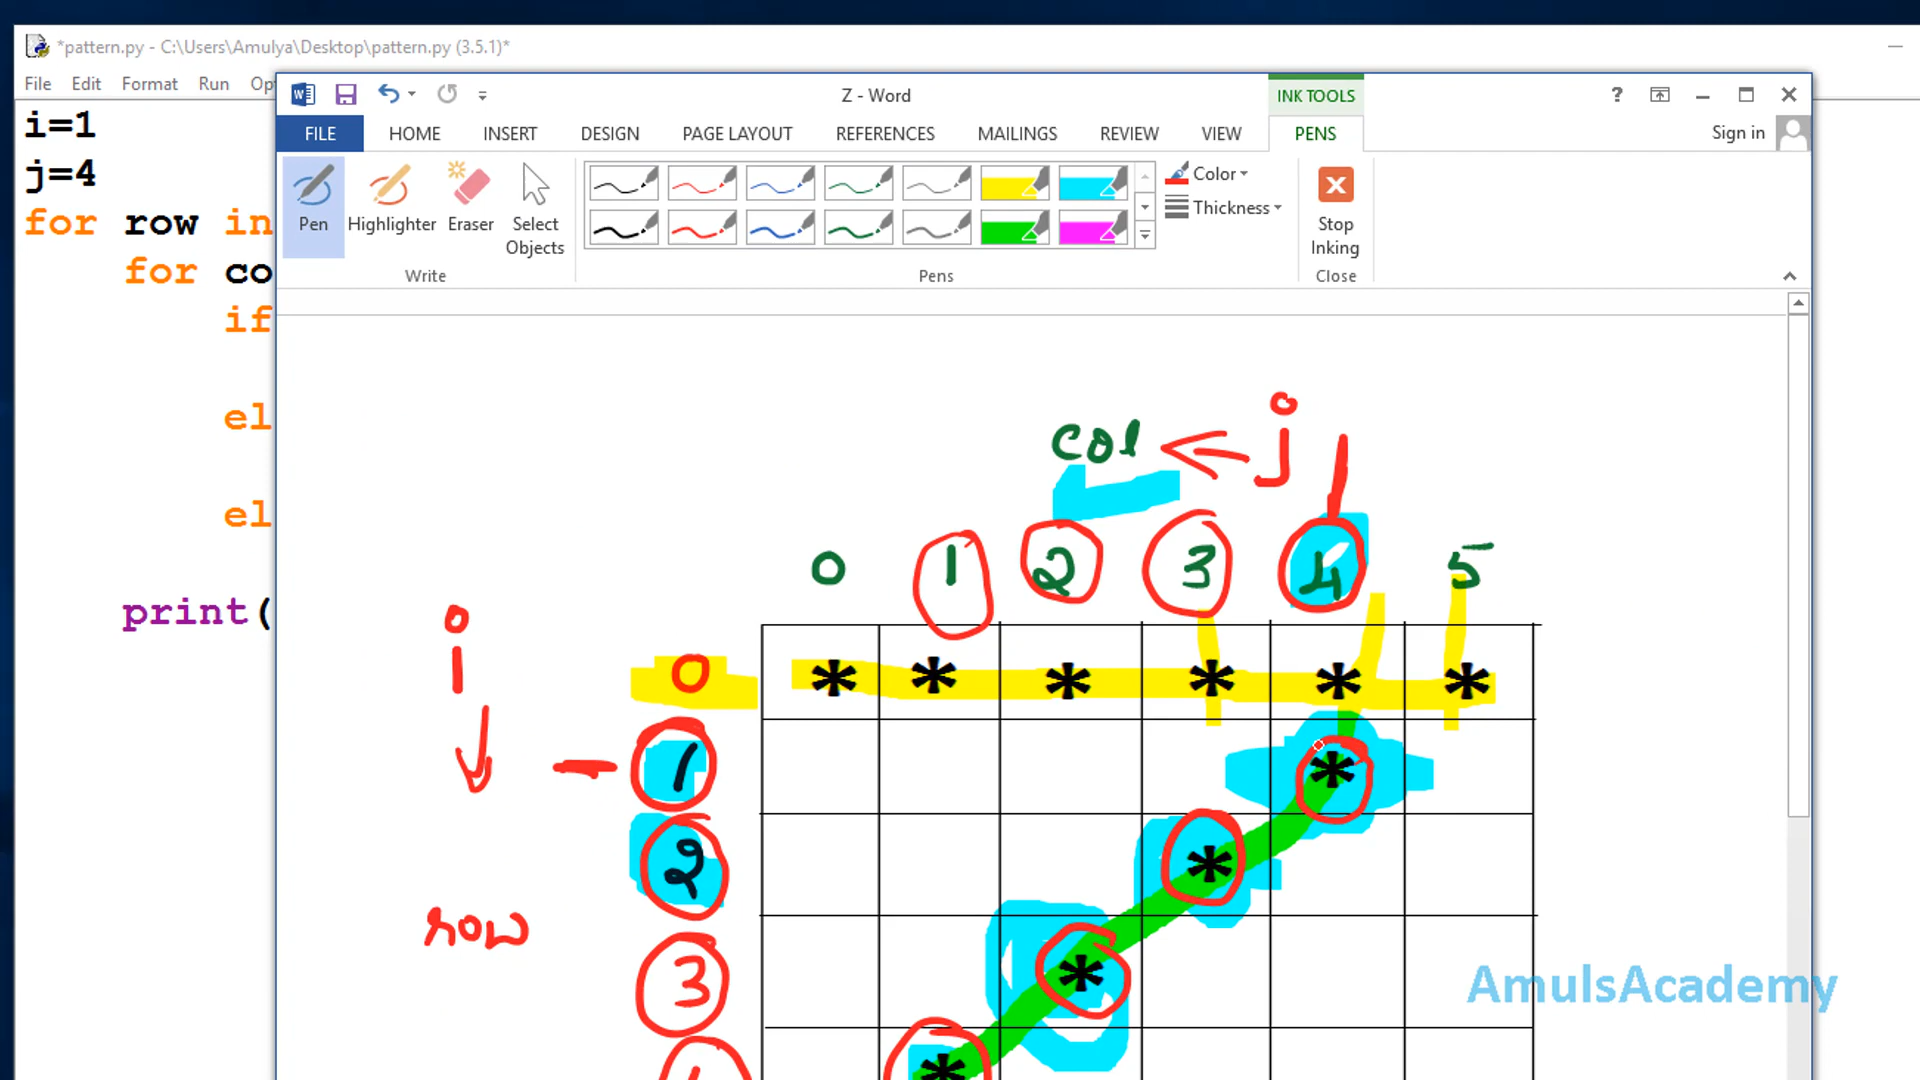 *pattern.py - C:\Users\Amulya\Desktop\pattern.py (3.5.1)*
File Edit Format Run Op
i=1
j=4
for row in
for co
if
el
el
print(
Z - Word
INK TOOLS
FILE HOME INSERT DESIGN PAGE LAYOUT REFERENCES MAILINGS REVIEW VIEW PENS
Sign in
Pen Highlighter Eraser Select Objects
Color
Thickness
Stop Inking
Write Pens Close
col ← j
0 1 2 3 4 5
i
0 * * * * * *
1 *
2 *
row
3 *
*
AmulsAcademy